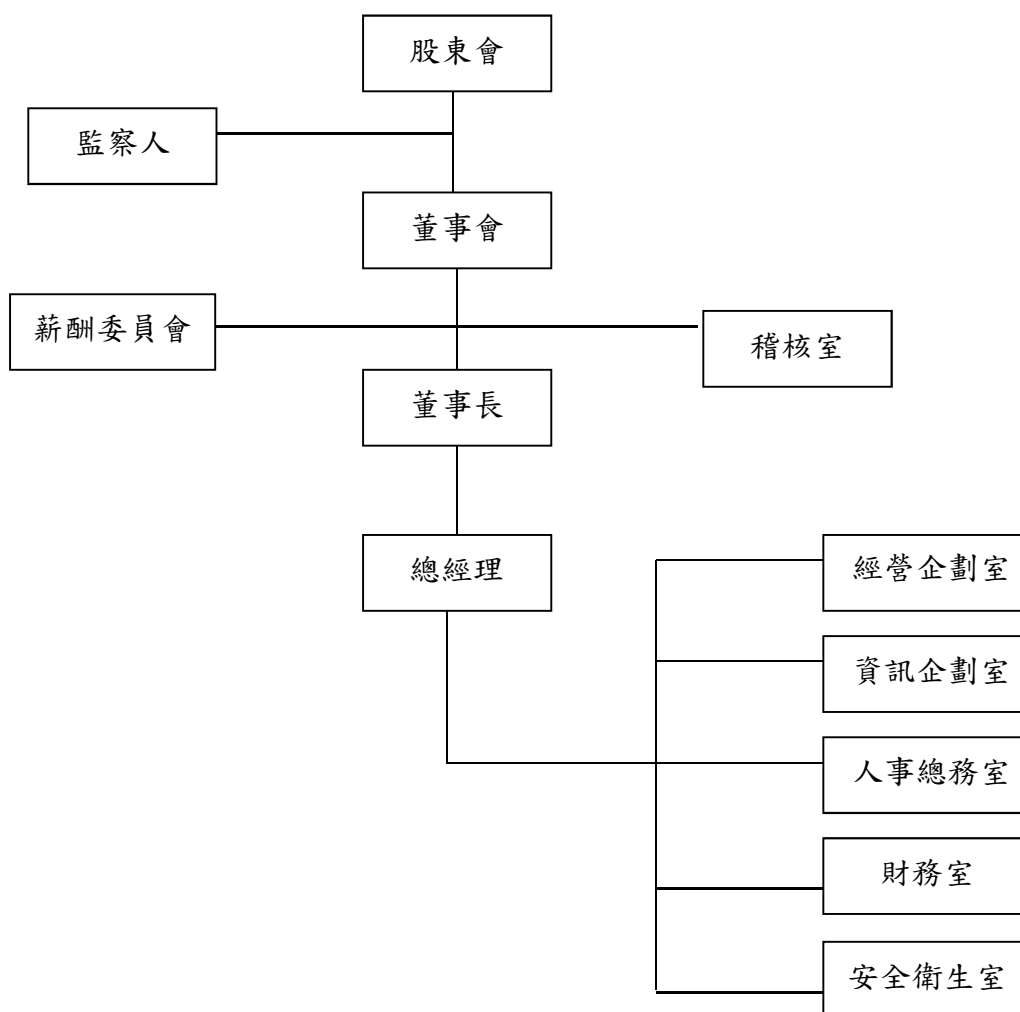 股東會
監察人
董事會
薪酬委員會
稽核室
董事長
總經理
經營企劃室
資訊企劃室
人事總務室
財務室
安全衛生室